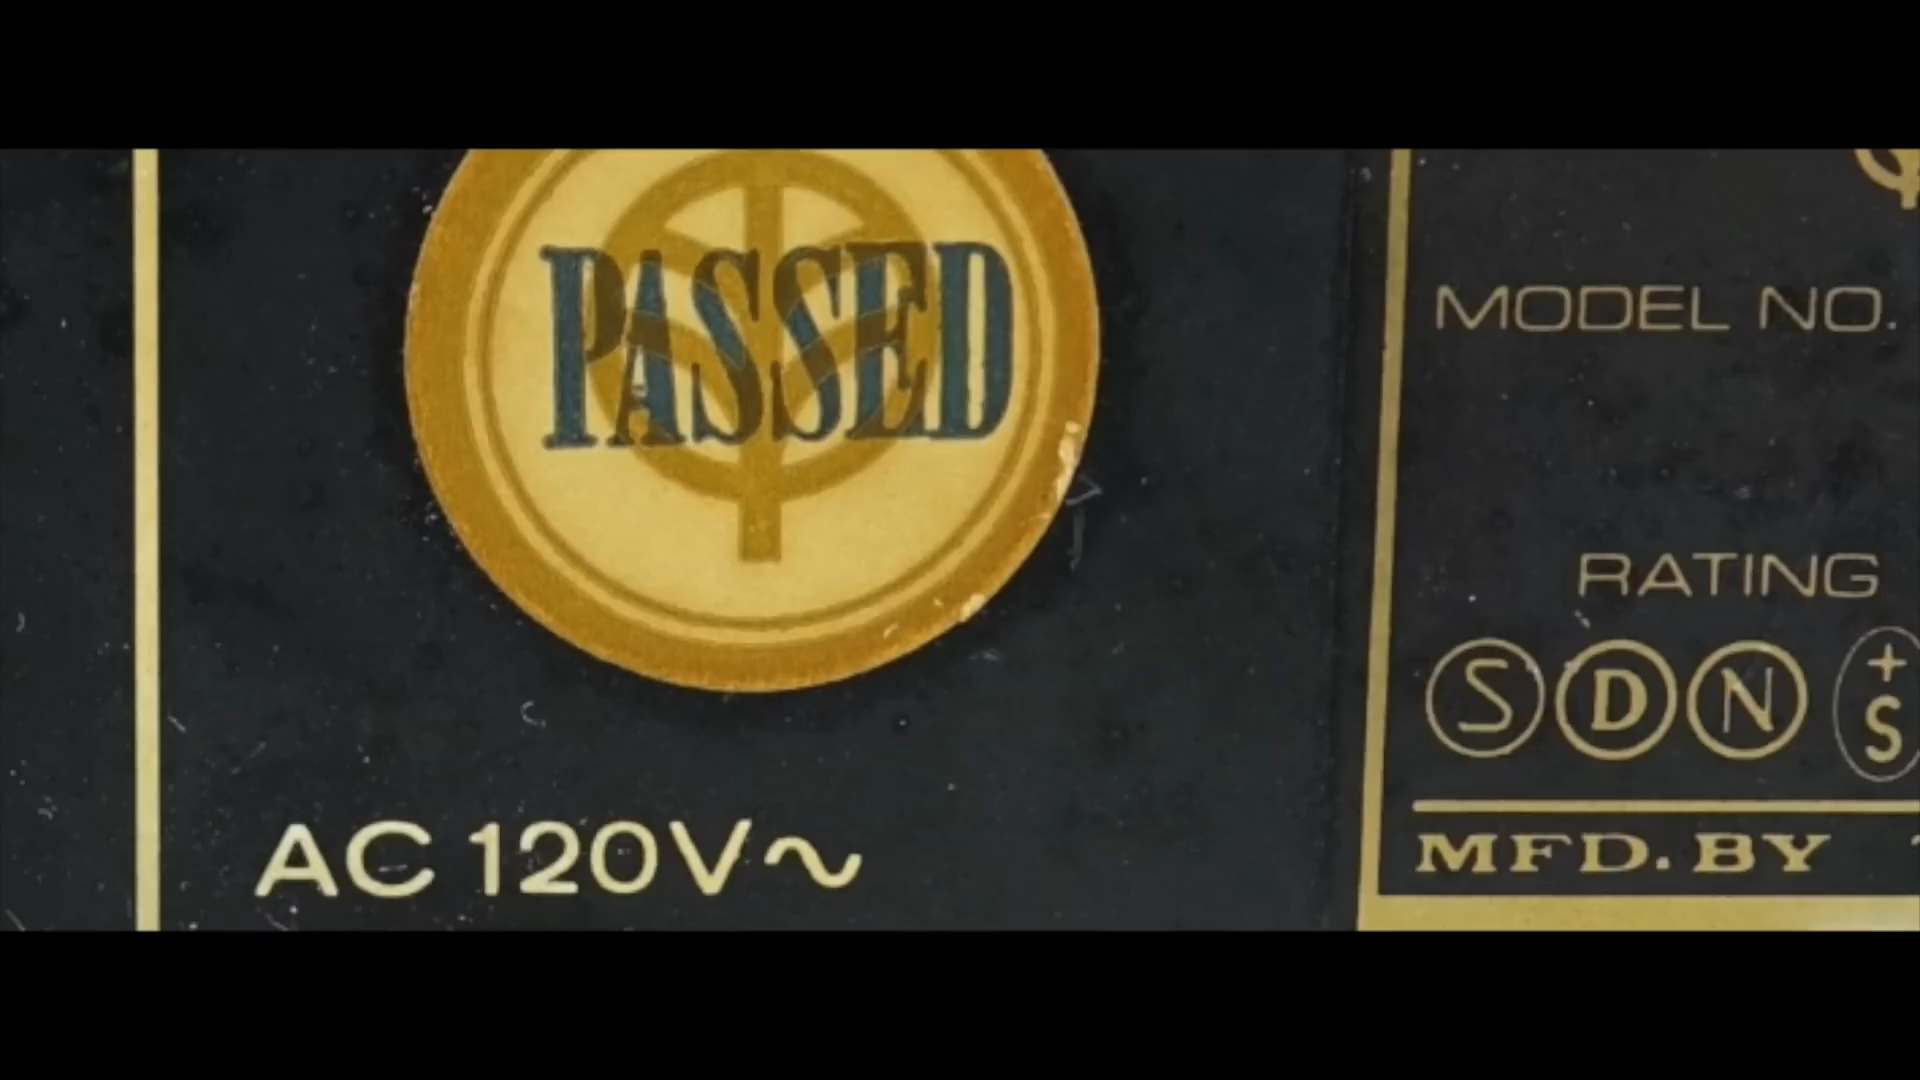 PASSED
AC 120V~
MODEL NO.
RATING
S D N +S
MFD. BY